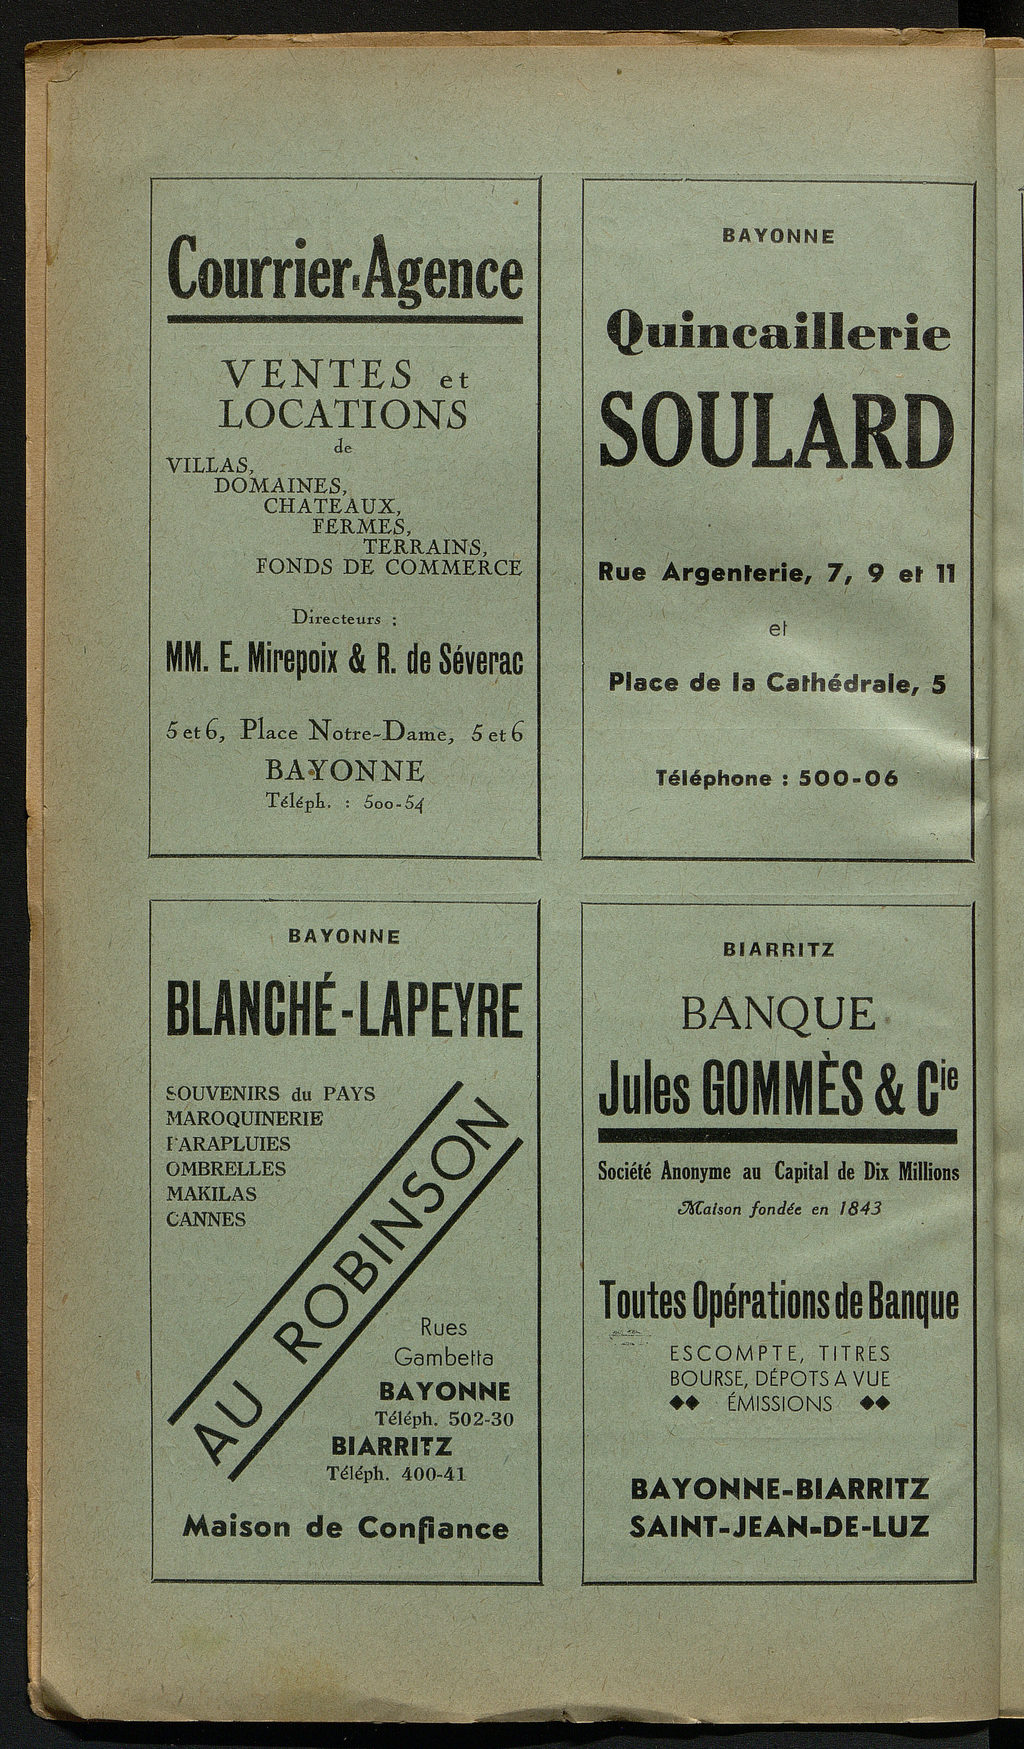 Courrier-Agence
VENTES et
LOCATIONS
de
VILLAS,
DOMAINES,
CHATEAUX,
FERMES,
TERRAINS,
FONDS DE COMMERCE
Directeurs :
MM. E. Mirepoix & R. de Séverac
5 et 6, Place Notre-Dame, 5 et 6
BAYONNE
Téléph. : 500-54
BAYONNE
Quincaillerie
SOULARD
Rue Argenterie, 7, 9 et 11
et
Place de la Cathédrale, 5
Téléphone : 500-06
BAYONNE
BLANCHÉ-LAPEYRE
SOUVENIRS du PAYS
MAROQUINERIE
PARAPLUIES
OMBRELLES
MAKILAS
CANNES
AU ROBINSON
Rues
Gambetta
BAYONNE
Téléph. 502-30
BIARRITZ
Téléph. 400-41
Maison de Confiance
BIARRITZ
BANQUE
Jules GOMMÈS & Cie
Société Anonyme au Capital de Dix Millions
Maison fondée en 1843
Toutes Opérations de Banque
ESCOMPTE, TITRES
BOURSE, DÉPOTS A VUE
◆◆ ÉMISSIONS ◆◆
BAYONNE-BIARRITZ
SAINT-JEAN-DE-LUZ